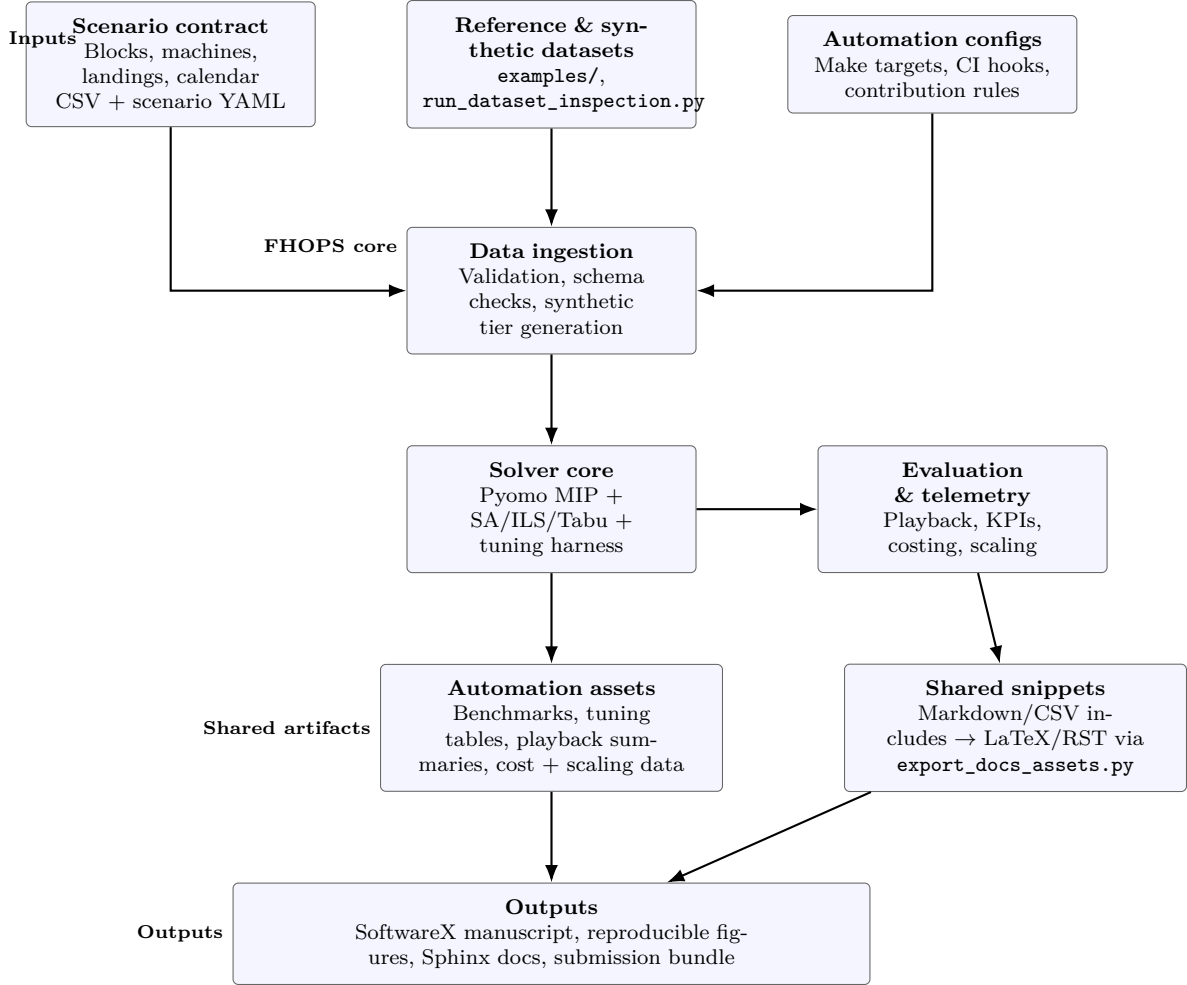 Inputs
Scenario contract
Blocks, machines,
landings, calendar
CSV + scenario YAML
Reference & syn-
thetic datasets
examples/,
run_dataset_inspection.py
Automation configs
Make targets, CI hooks,
contribution rules
FHOPS core
Data ingestion
Validation, schema
checks, synthetic
tier generation
Solver core
Pyomo MIP +
SA/ILS/Tabu +
tuning harness
Evaluation
& telemetry
Playback, KPIs,
costing, scaling
Shared artifacts
Automation assets
Benchmarks, tuning
tables, playback sum-
maries, cost + scaling data
Shared snippets
Markdown/CSV in-
cludes → LaTeX/RST via
export_docs_assets.py
Outputs
Outputs
SoftwareX manuscript, reproducible fig-
ures, Sphinx docs, submission bundle